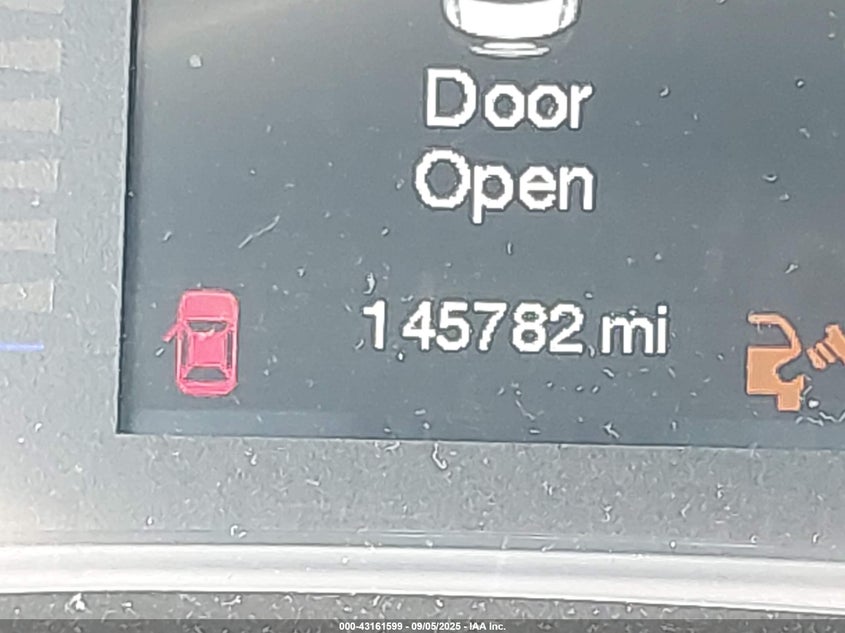 Door
Open
145782 mi
000-43161599 - 09/05/2025 - IAA Inc.